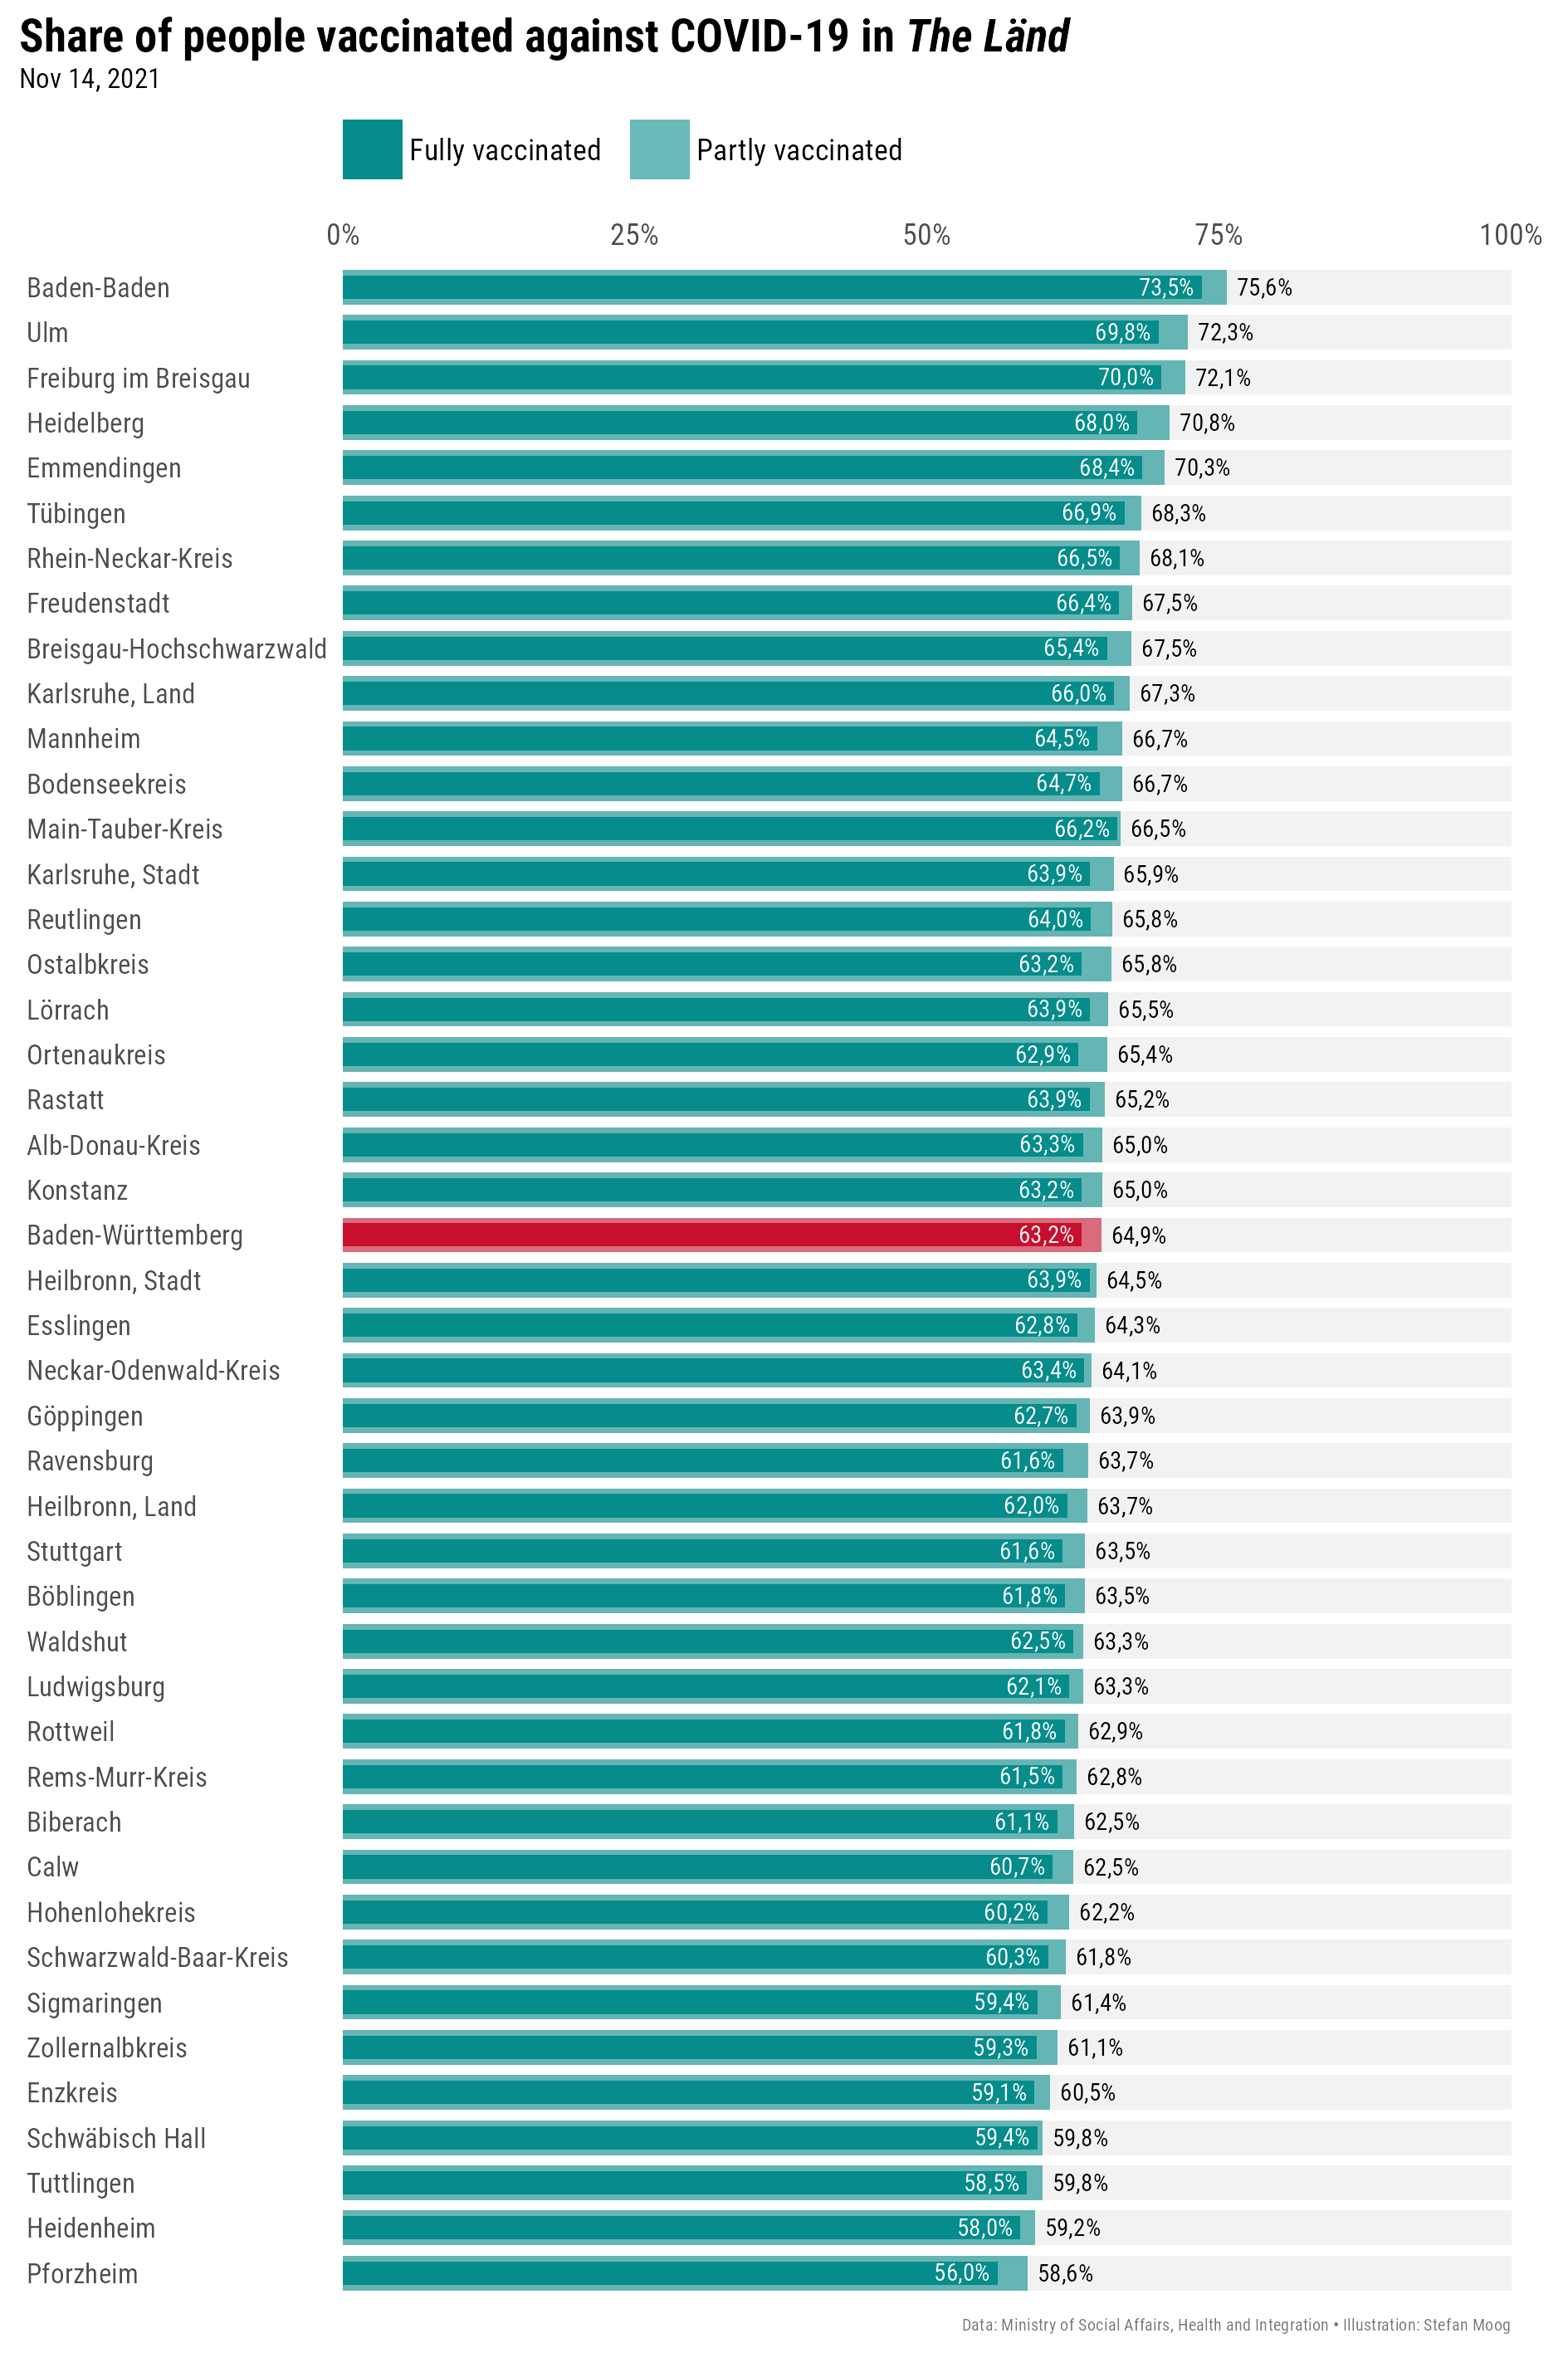 Share of people vaccinated against COVID-19 in The Länd
Nov 14, 2021
Fully vaccinated Partly vaccinated
0% 25% 50% 75% 100%
Baden-Baden 73,5% 75,6%
Ulm 69,8% 72,3%
Freiburg im Breisgau 70,0% 72,1%
Heidelberg 68,0% 70,8%
Emmendingen 68,4% 70,3%
Tübingen 66,9% 68,3%
Rhein-Neckar-Kreis 66,5% 68,1%
Freudenstadt 66,4% 67,5%
Breisgau-Hochschwarzwald 65,4% 67,5%
Karlsruhe, Land 66,0% 67,3%
Mannheim 64,5% 66,7%
Bodenseekreis 64,7% 66,7%
Main-Tauber-Kreis 66,2% 66,5%
Karlsruhe, Stadt 63,9% 65,9%
Reutlingen 64,0% 65,8%
Ostalbkreis 63,2% 65,8%
Lörrach 63,9% 65,5%
Ortenaukreis 62,9% 65,4%
Rastatt 63,9% 65,2%
Alb-Donau-Kreis 63,3% 65,0%
Konstanz 63,2% 65,0%
Baden-Württemberg 63,2% 64,9%
Heilbronn, Stadt 63,9% 64,5%
Esslingen 62,8% 64,3%
Neckar-Odenwald-Kreis 63,4% 64,1%
Göppingen 62,7% 63,9%
Ravensburg 61,6% 63,7%
Heilbronn, Land 62,0% 63,7%
Stuttgart 61,6% 63,5%
Böblingen 61,8% 63,5%
Waldshut 62,5% 63,3%
Ludwigsburg 62,1% 63,3%
Rottweil 61,8% 62,9%
Rems-Murr-Kreis 61,5% 62,8%
Biberach 61,1% 62,5%
Calw 60,7% 62,5%
Hohenlohekreis 60,2% 62,2%
Schwarzwald-Baar-Kreis 60,3% 61,8%
Sigmaringen 59,4% 61,4%
Zollernalbkreis 59,3% 61,1%
Enzkreis 59,1% 60,5%
Schwäbisch Hall 59,4% 59,8%
Tuttlingen 58,5% 59,8%
Heidenheim 58,0% 59,2%
Pforzheim 56,0% 58,6%
Data: Ministry of Social Affairs, Health and Integration • Illustration: Stefan Moog